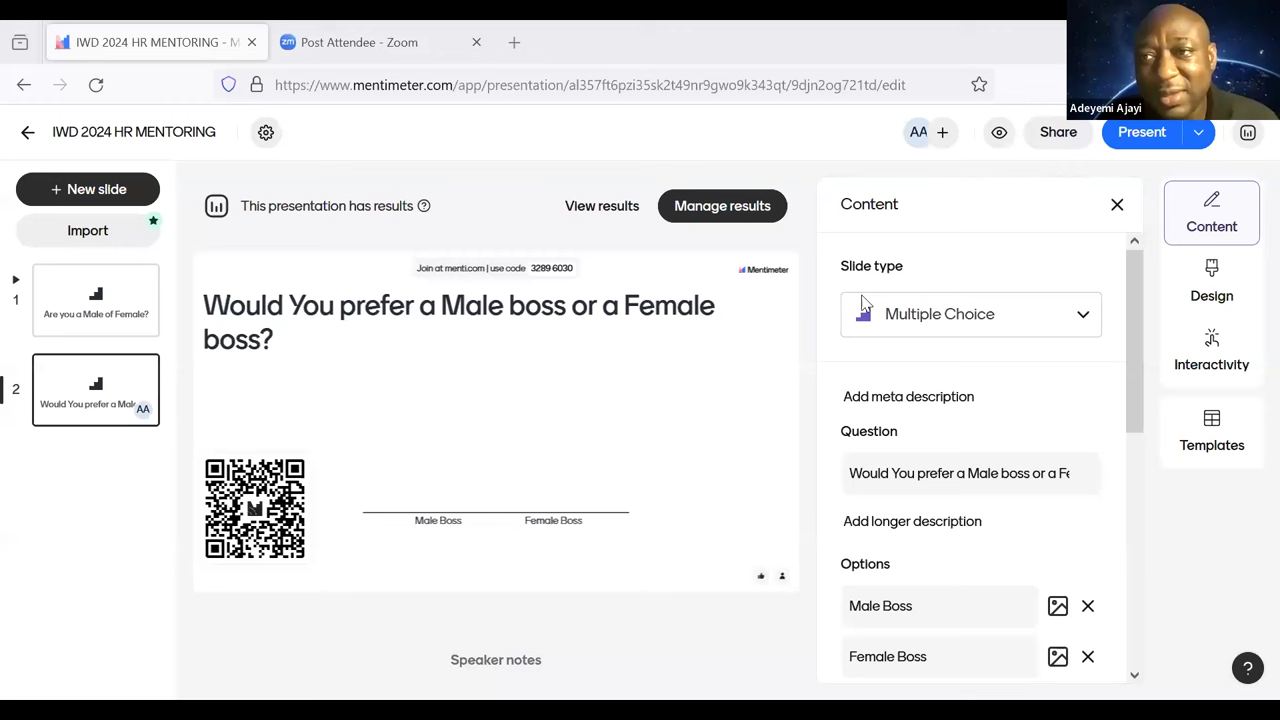 IWD 2024 HR MENTORING - M
Post Attendee - Zoom
https://www.mentimeter.com/app/presentation/al357ft6pzi35sk2t49nr9gwo9k343qt/9djn2og721td/edit
Adeyemi Ajayi
IWD 2024 HR MENTORING
AA
Share
Present
+ New slide
Import
1
Are you a Male of Female?
2
Would You prefer a Mal
AA
This presentation has results
View results
Manage results
Join at menti.com | use code 3289 6030
Mentimeter
Would You prefer a Male boss or a Female
boss?
Male Boss
Female Boss
Speaker notes
Content
Slide type
Multiple Choice
Add meta description
Question
Would You prefer a Male boss or a Fe
Add longer description
Options
Male Boss
Female Boss
Content
Design
Interactivity
Templates